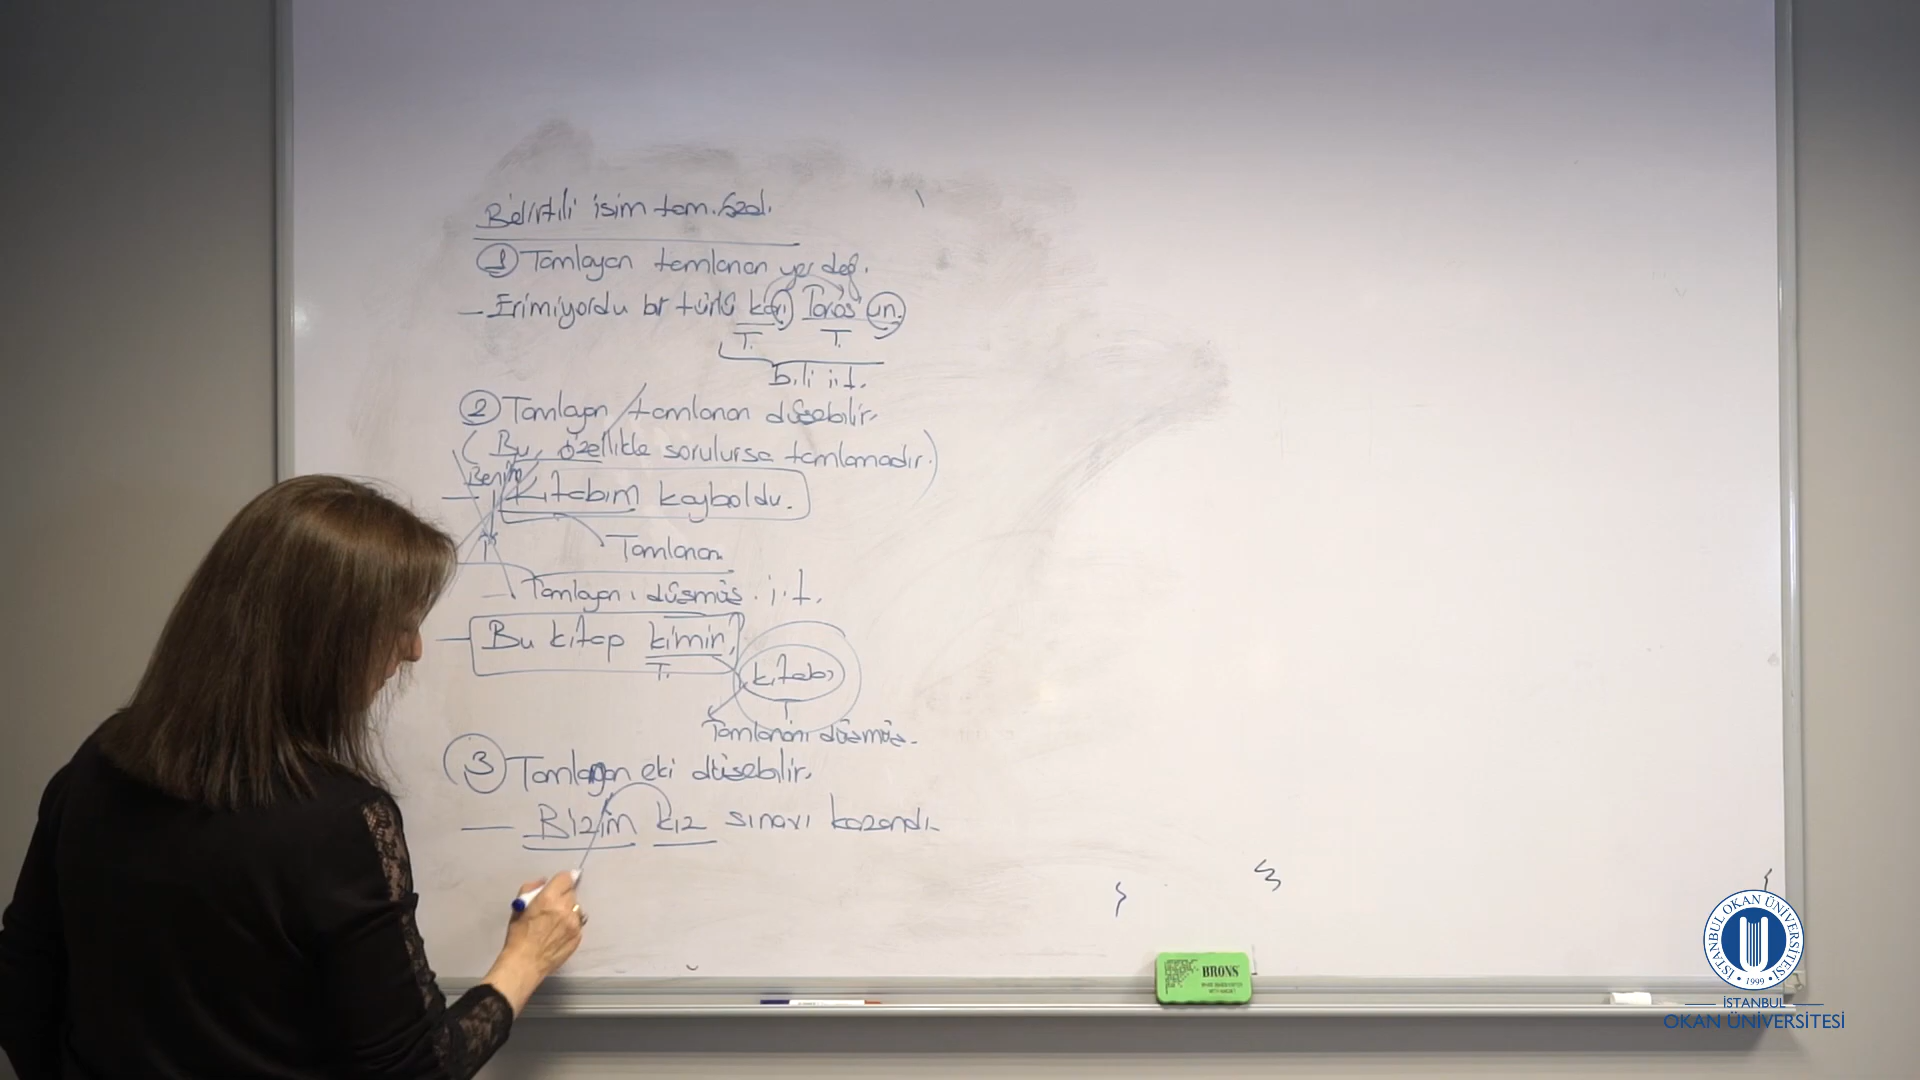 Belirtili isim tam. özel.
① Tamlayan tamlanan yer değ.
— Erimiyordu bir türlü karı Toros'un.
T. T.
b.li i.t.
② Tamlayan / tamlanan düşebilir.
( Bu, özellikle sorulursa tamlamadır.)
Benim
— Kitabım kayboldu.
T
Tamlanan
Tamlayanı düşmüş i.t.
— Bu kitap kimin?
T. kitabı
T
Tamlananı düşmüş.
③ Tamlanan eki düşebilir.
— Bizim kız sınavı kazandı.
BRONS
İSTANBUL OKAN ÜNİVERSİTESİ
1999
İSTANBUL
OKAN ÜNİVERSİTESİ